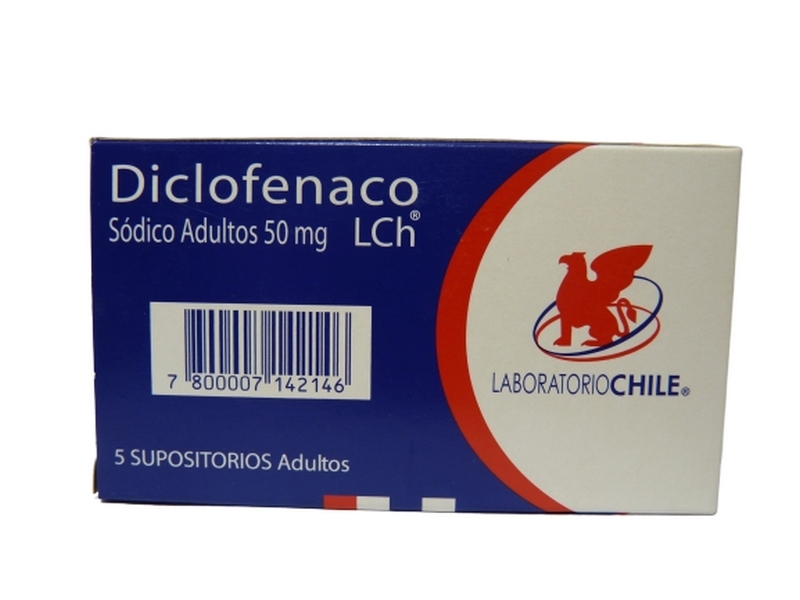 Diclofenaco
Sódico Adultos 50 mg LCh®
7 800007 142146
5 SUPOSITORIOS Adultos
LABORATORIOCHILE®